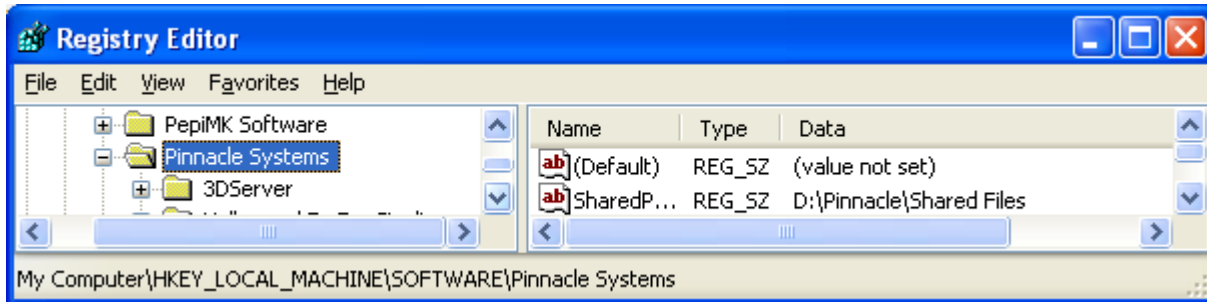 Registry Editor
File Edit View Favorites Help
PepiMK Software
Pinnacle Systems
3DServer
Name Type Data
(Default) REG_SZ (value not set)
SharedP... REG_SZ D:\Pinnacle\Shared Files
My Computer\HKEY_LOCAL_MACHINE\SOFTWARE\Pinnacle Systems